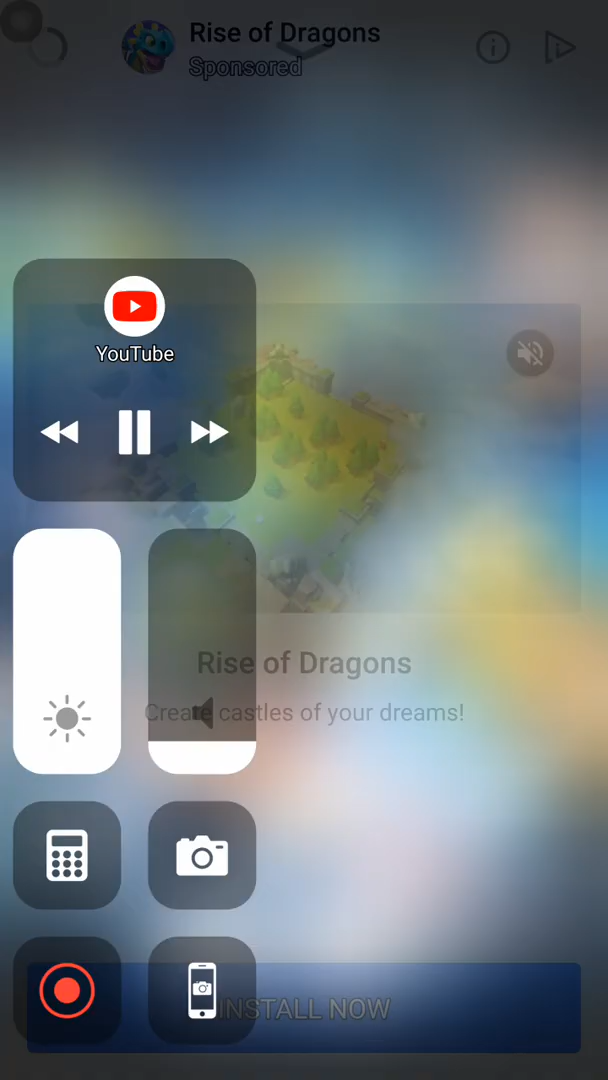 Rise of Dragons
Sponsored
YouTube
Rise of Dragons
Create castles of your dreams!
INSTALL NOW